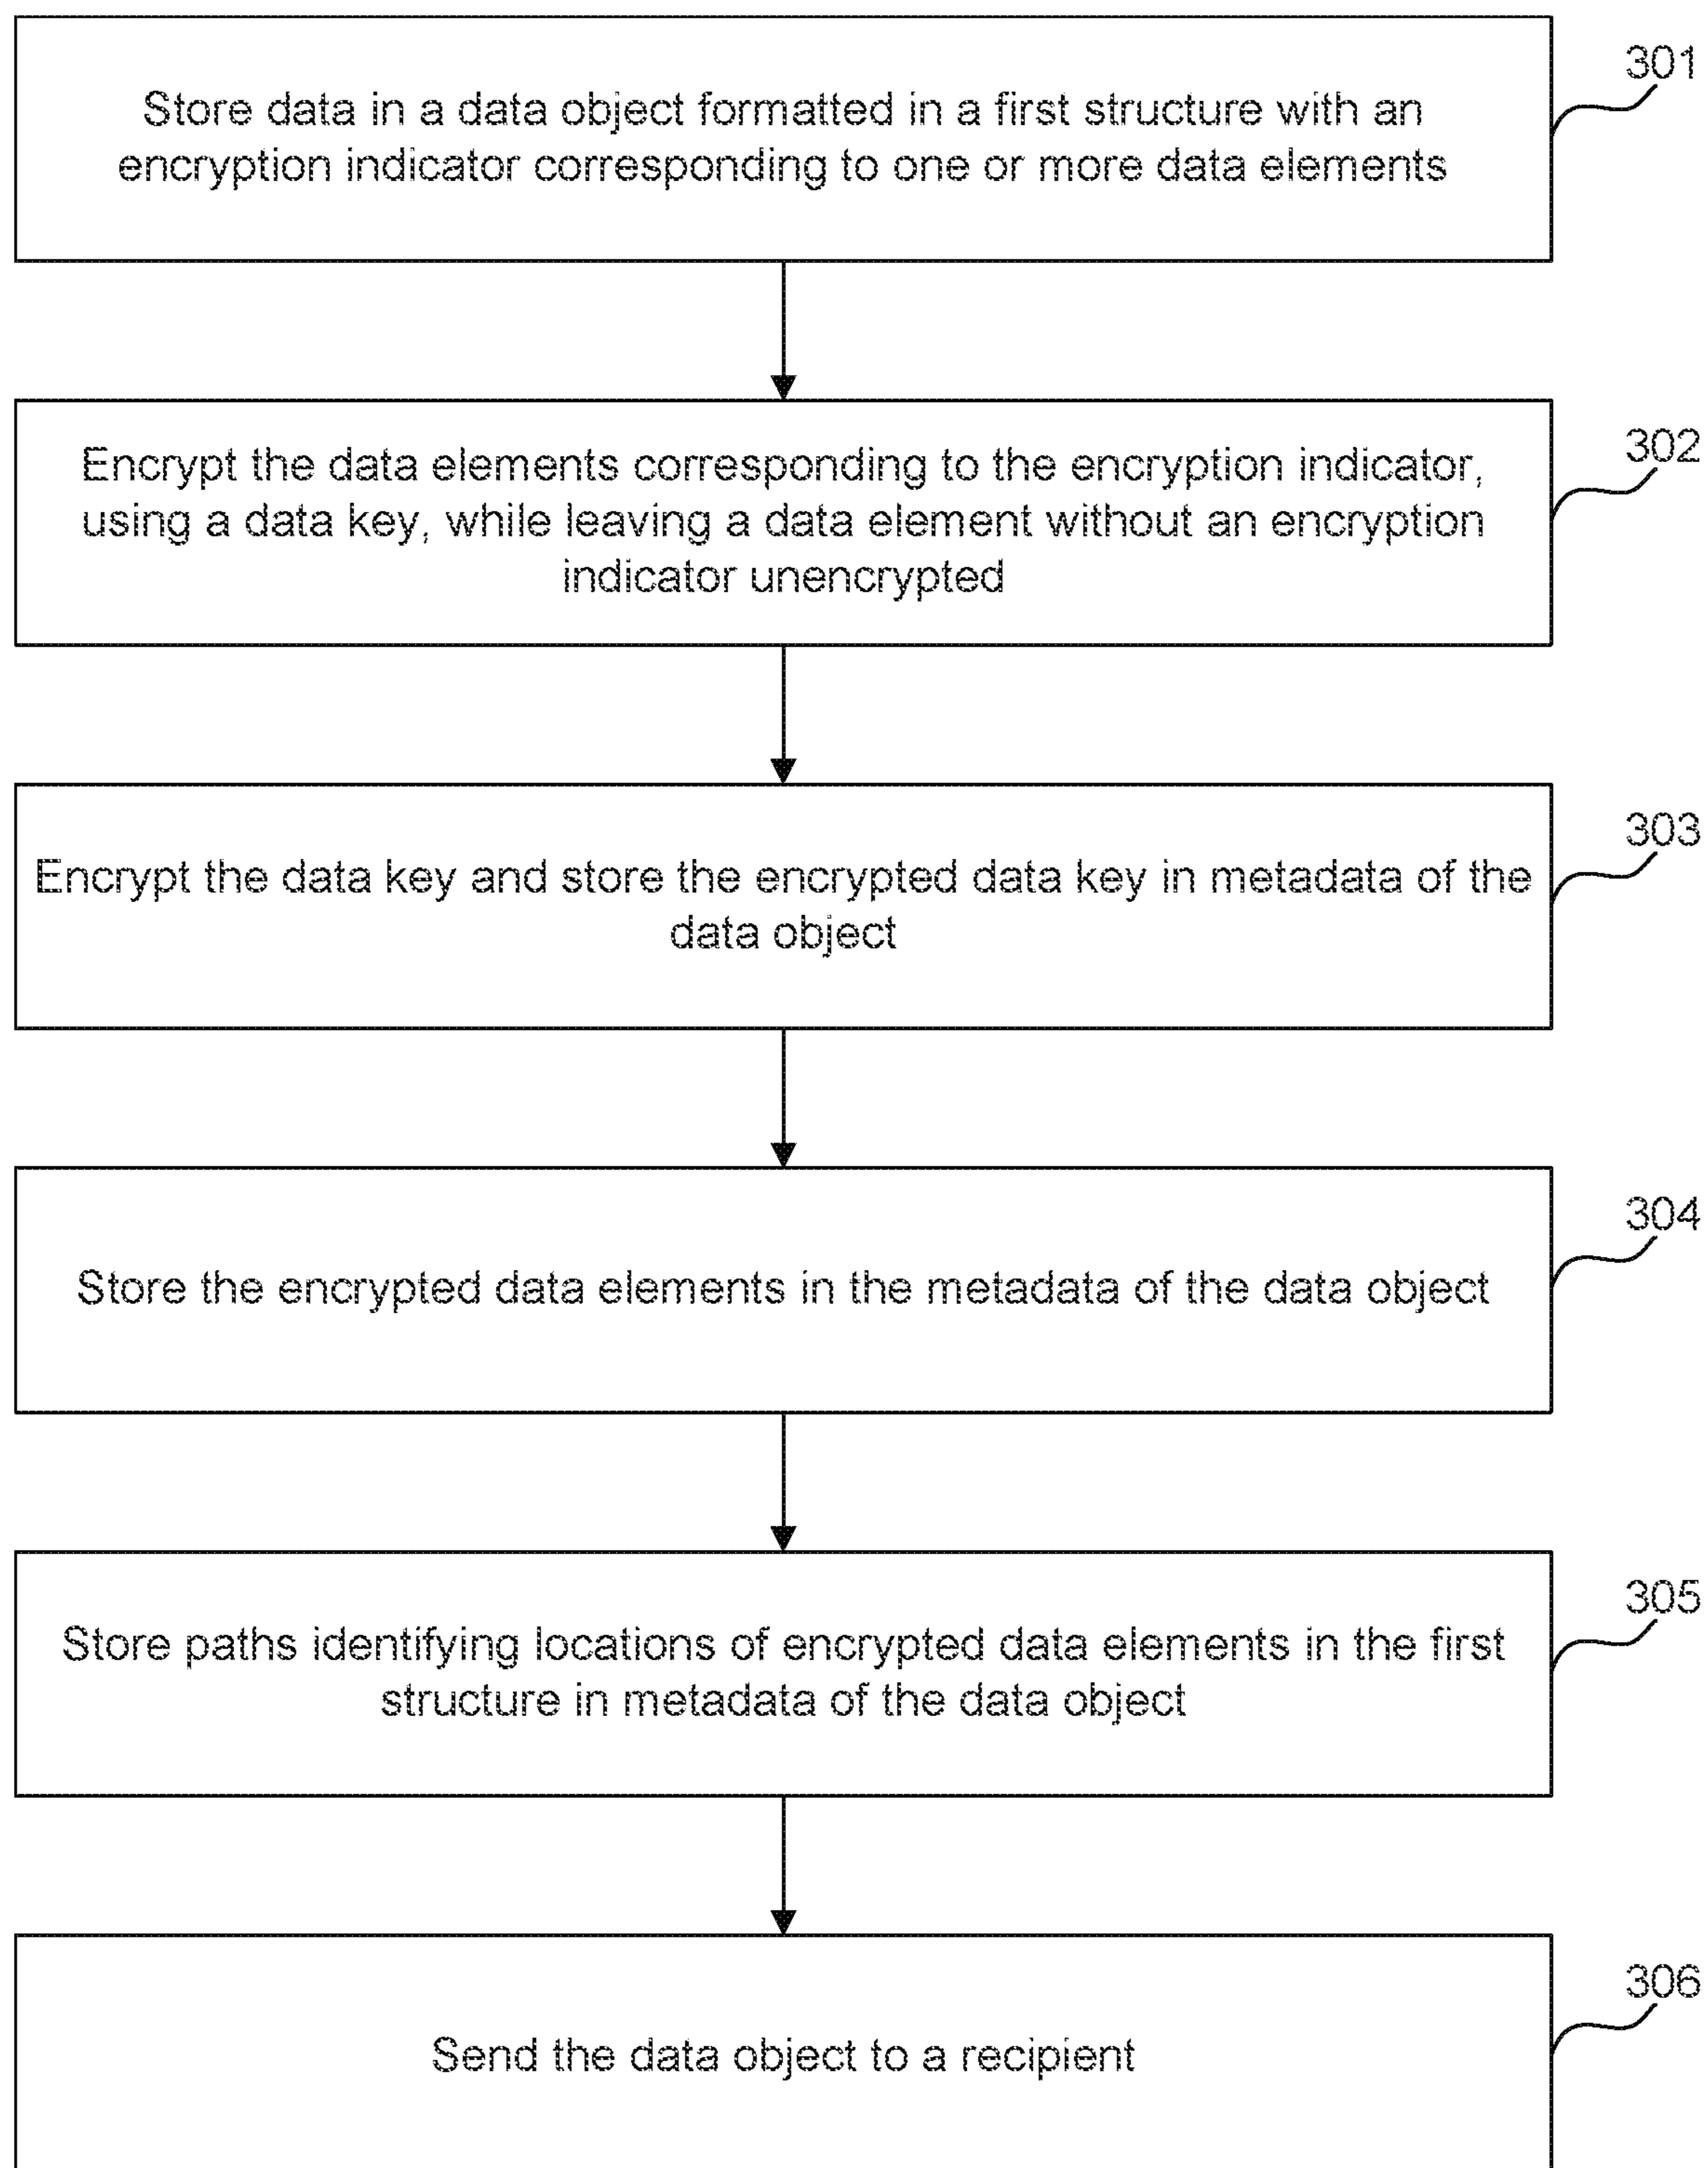 301
Store data in a data object formatted in a first structure with an
encryption indicator corresponding to one or more data elements
302
Encrypt the data elements corresponding to the encryption indicator,
using a data key, while leaving a data element without an encryption
indicator unencrypted
303
Encrypt the data key and store the encrypted data key in metadata of the
data object
304
Store the encrypted data elements in the metadata of the data object
305
Store paths identifying locations of encrypted data elements in the first
structure in metadata of the data object
306
Send the data object to a recipient